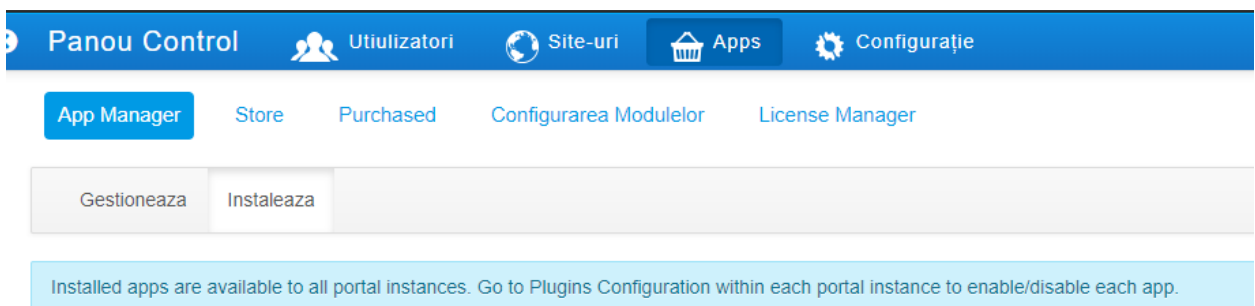 Panou Control Utiulizatori Site-uri Apps Configurație
App Manager Store Purchased Configurarea Modulelor License Manager
Gestioneaza Instaleaza
Installed apps are available to all portal instances. Go to Plugins Configuration within each portal instance to enable/disable each app.